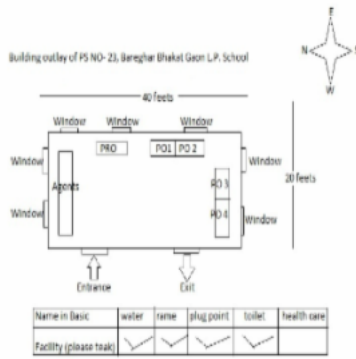 E
N
W
Building outlay of PS NO- 23, Bareghar Bhakat Gaon L.P. School
40 feets
Window Window Window
PRO PO1 PO 2
Window Agents Window
PO 3
20 feets
Window PO 4 Window
Entrance Exit
Name in Basic water rame plug point toilet health care
Facility (please teak)